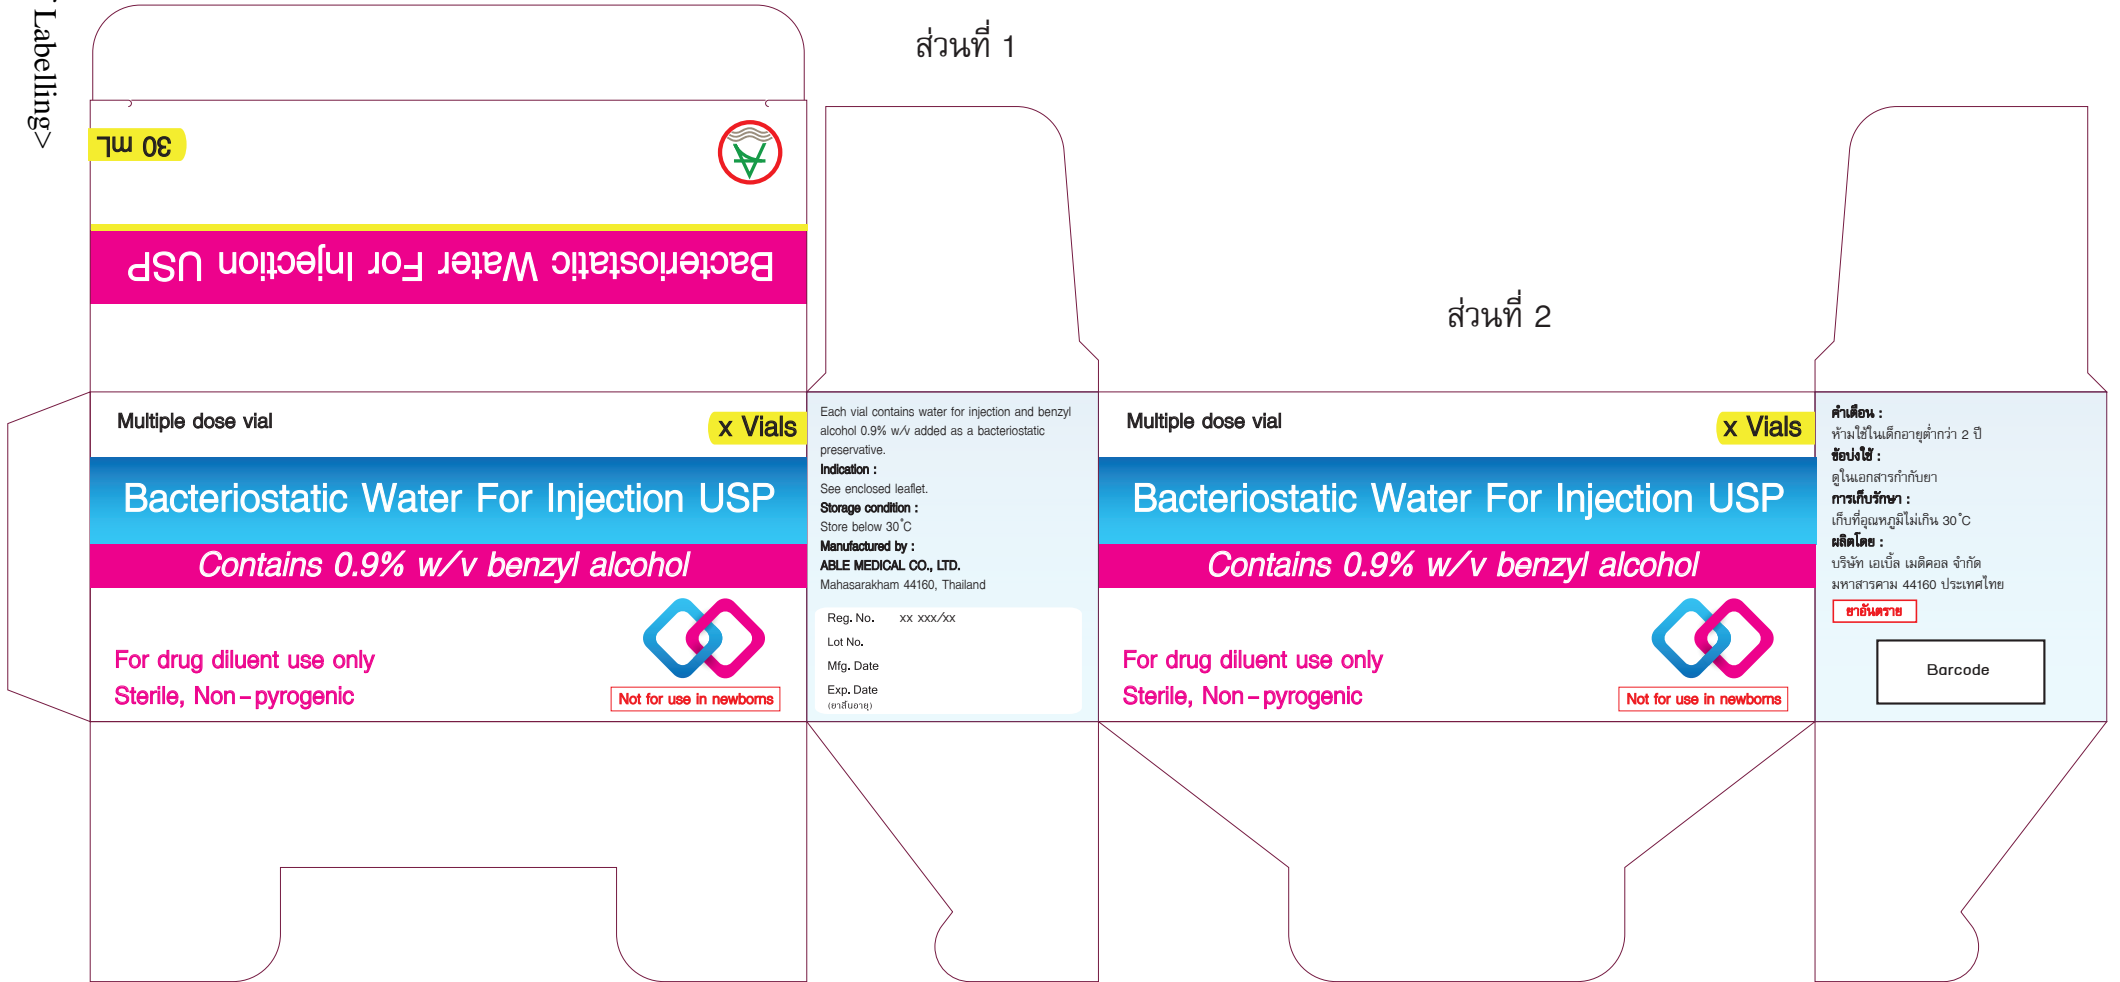 Labelling>
ส่วนที่ 1
30 mL
Bacteriostatic Water For Injection USP
Multiple dose vial
x Vials
Bacteriostatic Water For Injection USP
Contains 0.9% w/v benzyl alcohol
For drug diluent use only
Sterile, Non-pyrogenic
Not for use in newborns
Each vial contains water for injection and benzyl
alcohol 0.9% w/v added as a bacteriostatic
preservative.
Indication :
See enclosed leaflet.
Storage condition :
Store below 30°C
Manufactured by :
ABLE MEDICAL CO., LTD.
Mahasarakham 44160, Thailand
Reg. No. xx xxx/xx
Lot No.
Mfg. Date
Exp. Date
(ยาสิ้นอายุ)
ส่วนที่ 2
Multiple dose vial
x Vials
Bacteriostatic Water For Injection USP
Contains 0.9% w/v benzyl alcohol
For drug diluent use only
Sterile, Non-pyrogenic
Not for use in newborns
คำเตือน :
ห้ามใช้ในเด็กอายุต่ำกว่า 2 ปี
ข้อบ่งใช้ :
ดูในเอกสารกำกับยา
การเก็บรักษา :
เก็บที่อุณหภูมิไม่เกิน 30°C
ผลิตโดย :
บริษัท เอเบิ้ล เมดิคอล จำกัด
มหาสารคาม 44160 ประเทศไทย
ยาอันตราย
Barcode